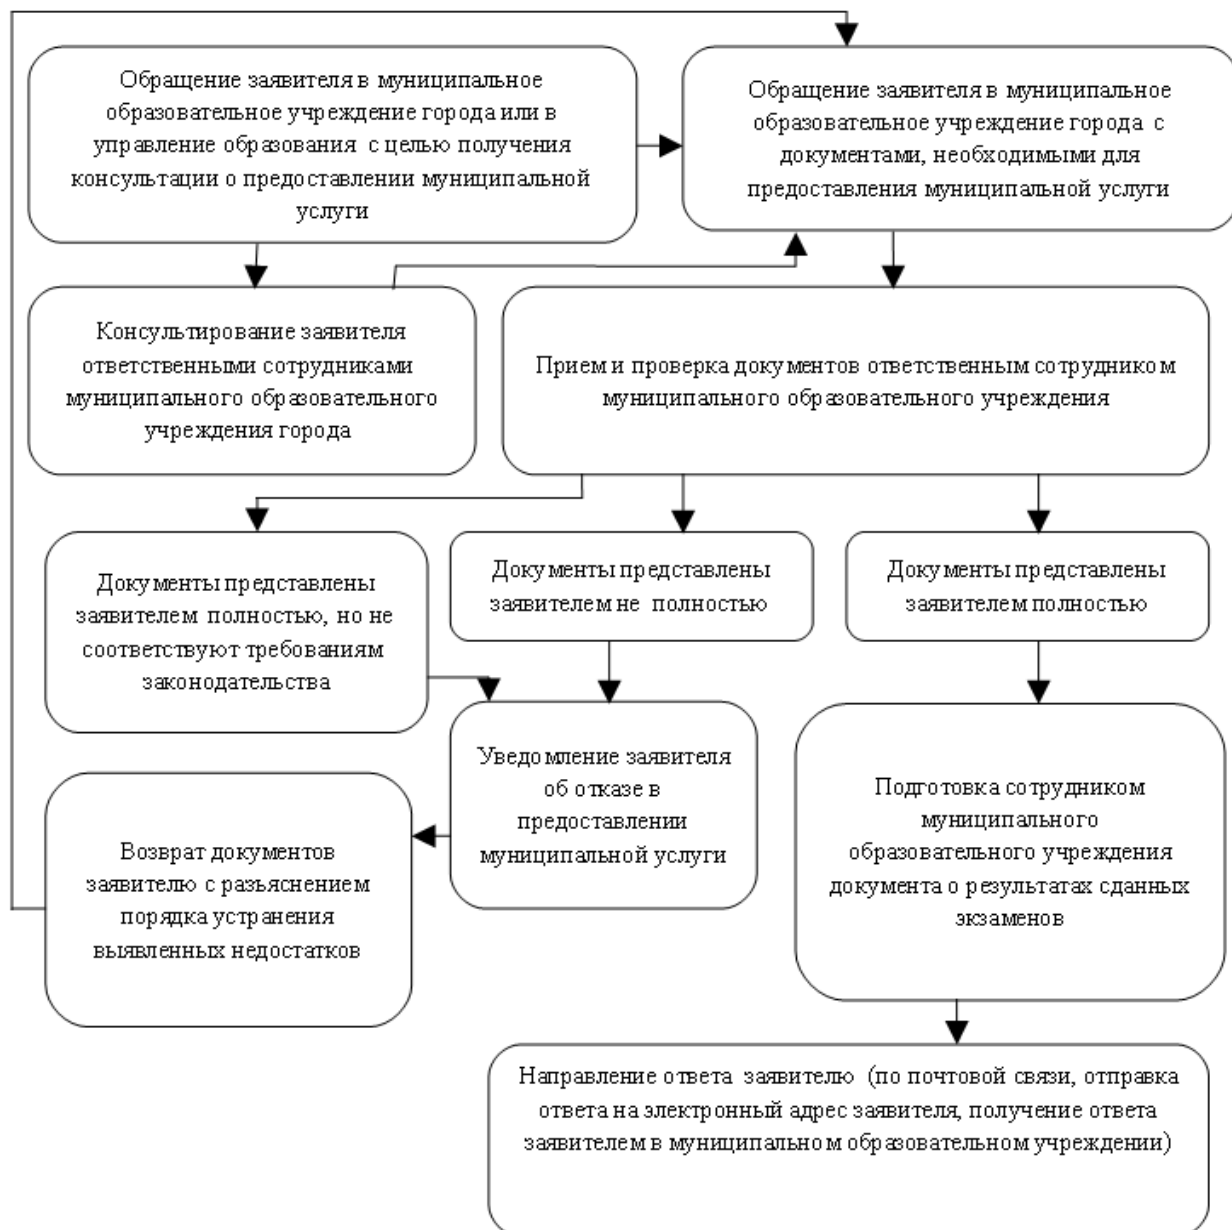 Обращение заявителя в муниципальное
образовательное учреждение города или в
управление образования с целью получения
консультации о предоставлении муниципальной
услуги
Обращение заявителя в муниципальное
образовательное учреждение города с
документами, необходимыми для
предоставления муниципальной услуги
Консультирование заявителя
ответственными сотрудниками
муниципального образовательного
учреждения города
Прием и проверка документов ответственным сотрудником
муниципального образовательного учреждения
Документы представлены
заявителем полностью, но не
соответствуют требованиям
законодательства
Документы представлены
заявителем не полностью
Документы представлены
заявителем полностью
Уведомление заявителя
об отказе в
предоставлении
муниципальной услуги
Подготовка сотрудником
муниципального
образовательного учреждения
документа о результатах сданных
экзаменов
Возврат документов
заявителю с разъяснением
порядка устранения
выявленных недостатков
Направление ответа заявителю (по почтовой связи, отправка
ответа на электронный адрес заявителя, получение ответа
заявителем в муниципальном образовательном учреждении)